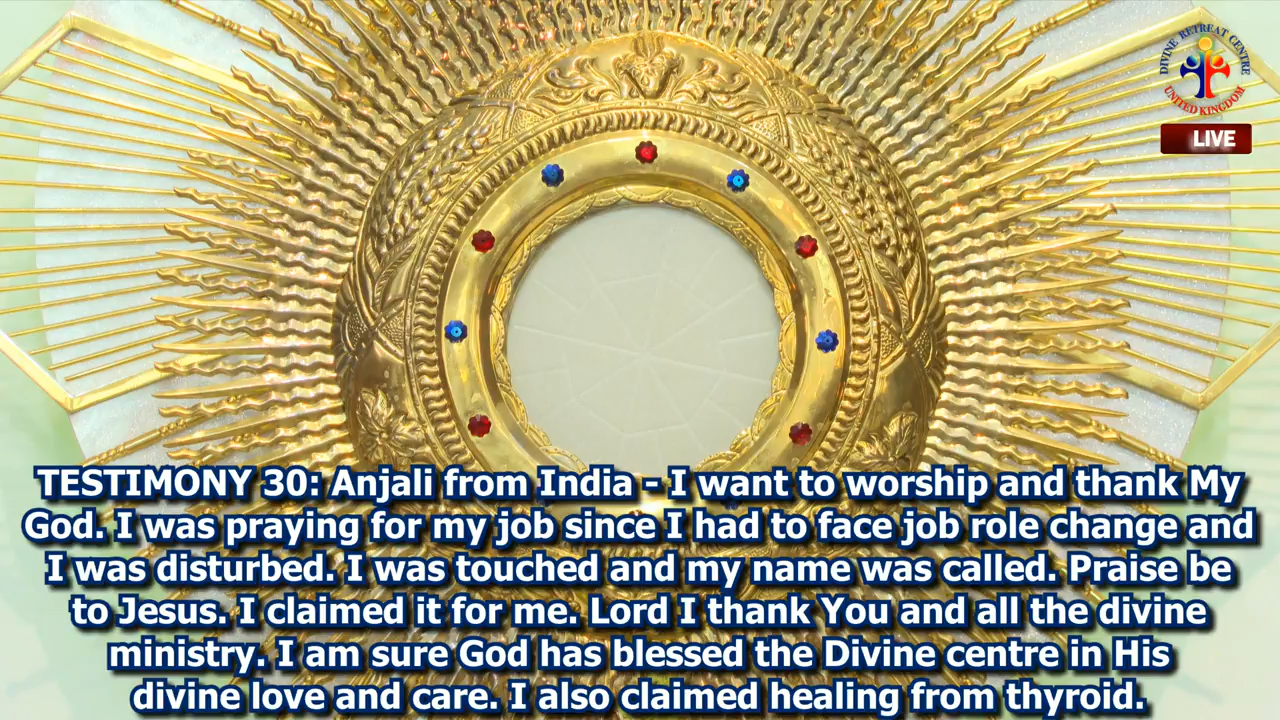 DIVINE RETREAT CENTRE
UNITED KINGDOM
LIVE
TESTIMONY 30: Anjali from India - I want to worship and thank My
God. I was praying for my job since I had to face job role change and
I was disturbed. I was touched and my name was called. Praise be
to Jesus. I claimed it for me. Lord I thank You and all the divine
ministry. I am sure God has blessed the Divine centre in His
divine love and care. I also claimed healing from thyroid.